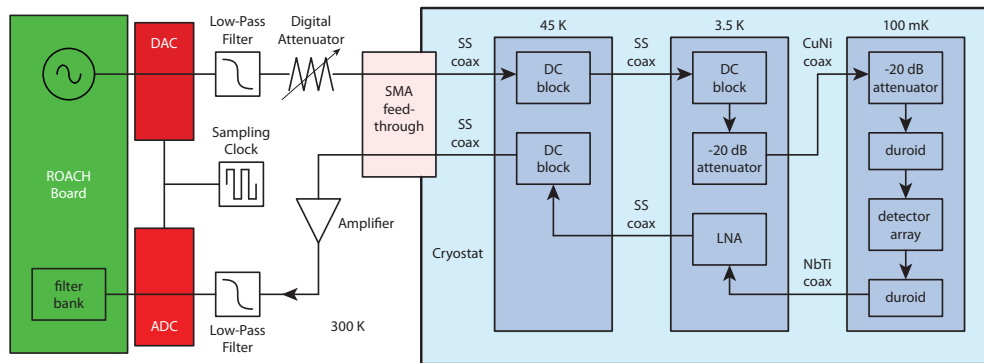 ROACH
Board
filter
bank
DAC
ADC
Low-Pass
Filter
Digital
Attenuator
Sampling
Clock
Amplifier
Low-Pass
Filter
300 K
SMA
feed-
through
Cryostat
SS
coax
SS
coax
45 K
DC
block
DC
block
SS
coax
SS
coax
3.5 K
DC
block
-20 dB
attenuator
LNA
CuNi
coax
NbTi
coax
100 mK
-20 dB
attenuator
duroid
detector
array
duroid